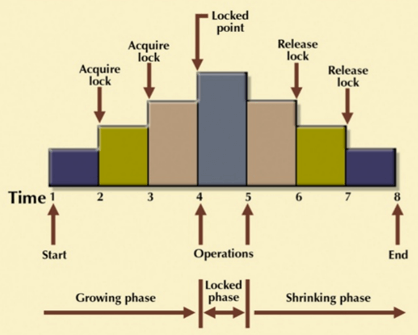 Locked
point
Acquire
lock
Release
lock
Acquire
lock
Release
lock
Time 1 2 3 4 5 6 7 8
Start
Operations
End
Growing phase
Locked
phase
Shrinking phase